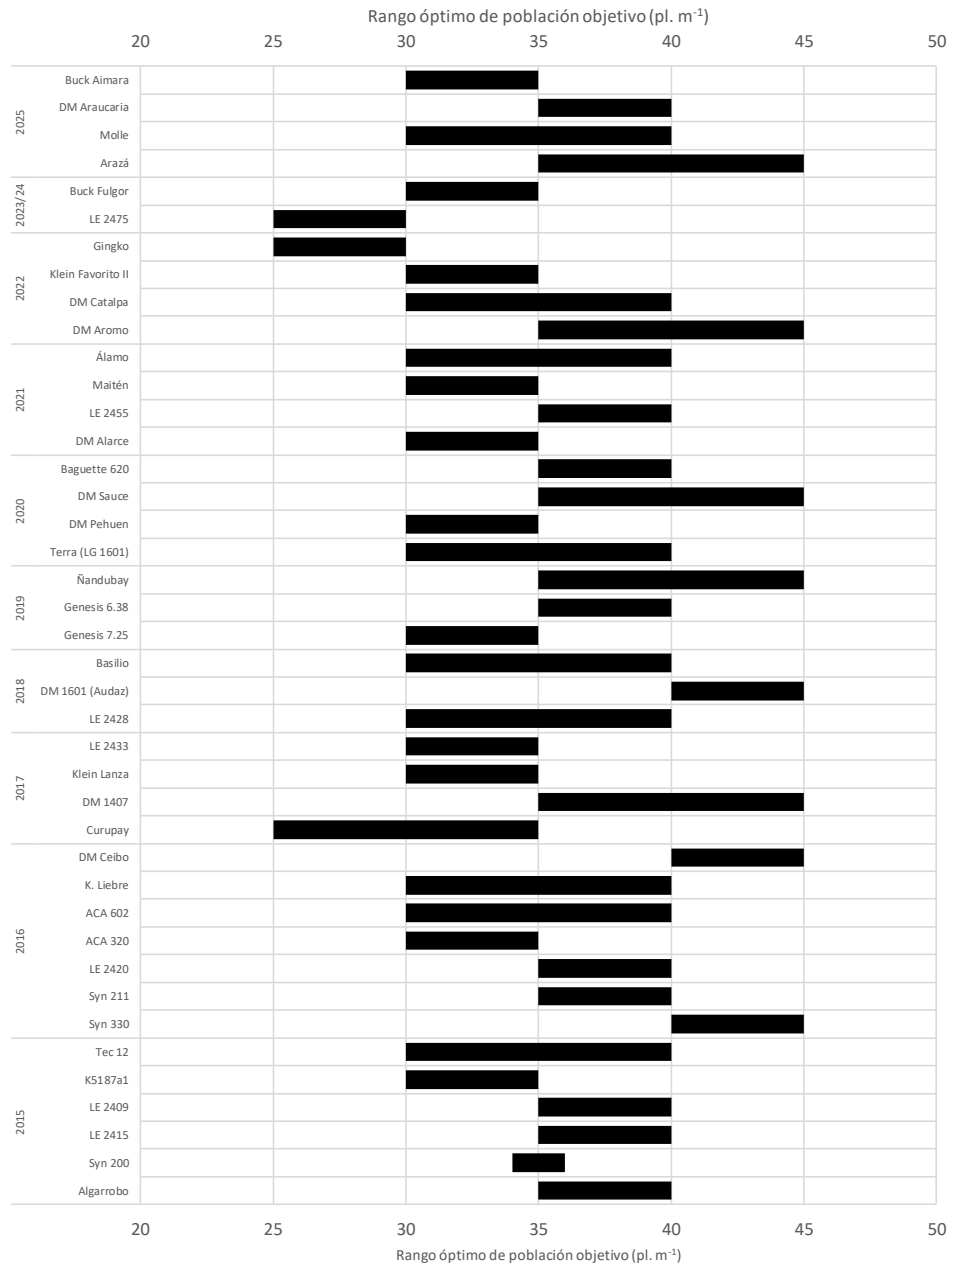 Rango óptimo de población objetivo (pl. m-1)
20 25 30 35 40 45 50
2025
Buck Aimara
DM Araucaria
Molle
Arazá
2023/24
Buck Fulgor
LE 2475
2022
Gingko
Klein Favorito II
DM Catalpa
DM Aromo
2021
Álamo
Maitén
LE 2455
DM Alarce
2020
Baguette 620
DM Sauce
DM Pehuen
Terra (LG 1601)
2019
Ñandubay
Genesis 6.38
Genesis 7.25
2018
Basilio
DM 1601 (Audaz)
LE 2428
2017
LE 2433
Klein Lanza
DM 1407
Curupay
2016
DM Ceibo
K. Liebre
ACA 602
ACA 320
LE 2420
Syn 211
Syn 330
2015
Tec 12
K5187a1
LE 2409
LE 2415
Syn 200
Algarrobo
20 25 30 35 40 45 50
Rango óptimo de población objetivo (pl. m-1)